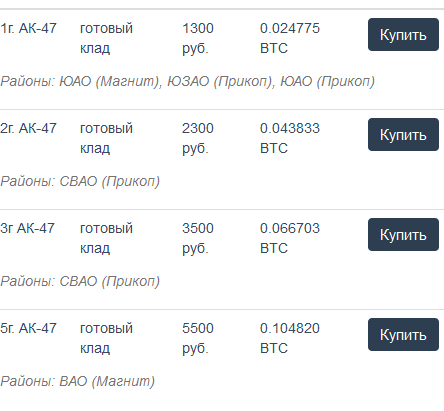 1г. АК-47 готовый клад 1300 руб. 0.024775 BTC Купить
Районы: ЮАО (Магнит), ЮЗАО (Прикоп), ЮАО (Прикоп)
2г. АК-47 готовый клад 2300 руб. 0.043833 BTC Купить
Районы: СВАО (Прикоп)
3г АК-47 готовый клад 3500 руб. 0.066703 BTC Купить
Районы: СВАО (Прикоп)
5г. АК-47 готовый клад 5500 руб. 0.104820 BTC Купить
Районы: ВАО (Магнит)